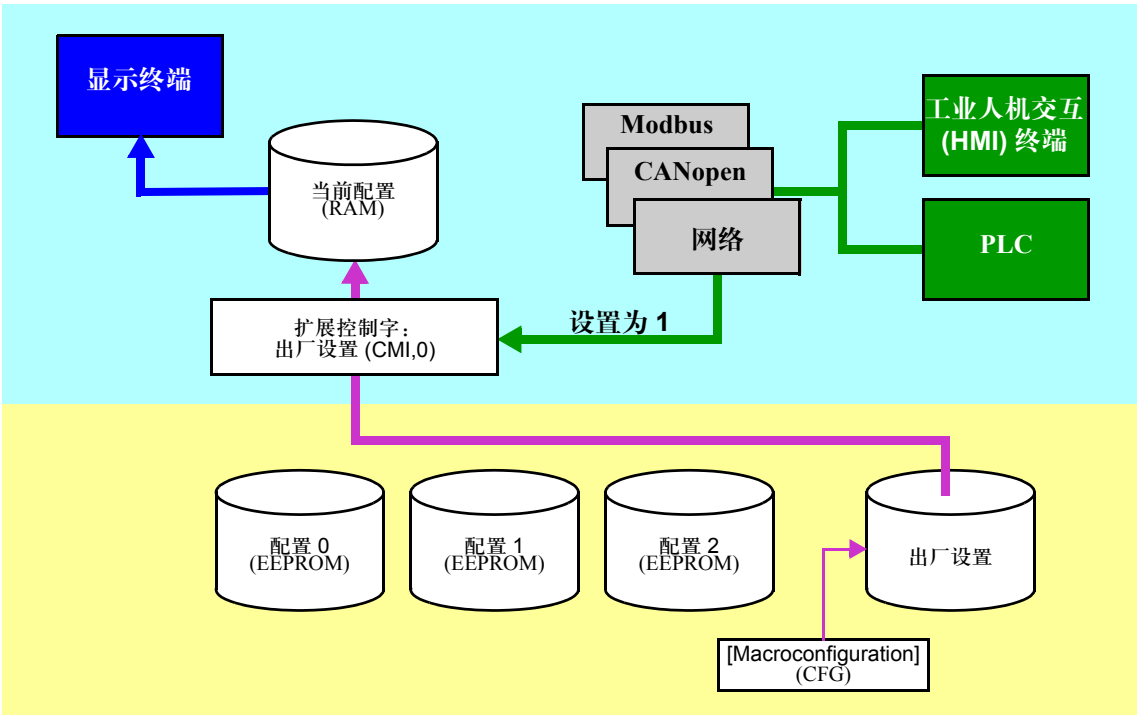 显示终端
当前配置
(RAM)
Modbus
CANopen
网络
工业人机交互
(HMI) 终端
PLC
设置为 1
扩展控制字：
出厂设置 (CMI,0)
配置 0
(EEPROM)
配置 1
(EEPROM)
配置 2
(EEPROM)
出厂设置
[Macroconfiguration]
(CFG)